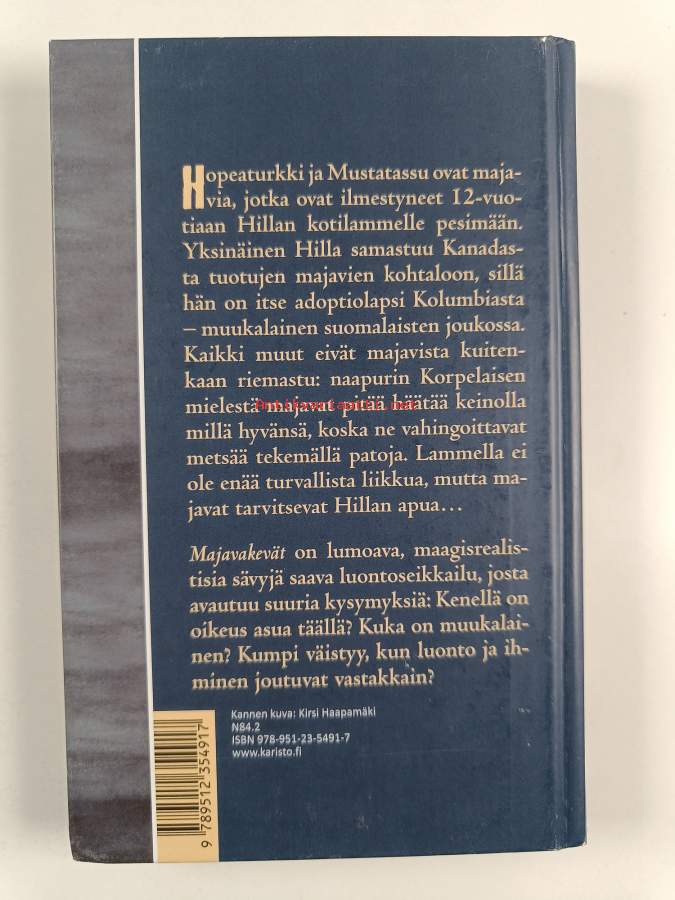 Hopeaturkki ja Mustatassu ovat maja-
via, jotka ovat ilmestyneet 12-vuo-
tiaan Hillan kotilammelle pesimään.
Yksinäinen Hilla samastuu Kanadas-
ta tuotujen majavien kohtaloon, sillä
hän on itse adoptiolapsi Kolumbiasta
– muukalainen suomalaisten joukossa.
Kaikki muut eivät majavista kuiten-
kaan riemastu: naapurin Korpelaisen
mielestä majavat pitää häätää keinolla
millä hyvänsä, koska ne vahingoittavat
metsää tekemällä patoja. Lammella ei
ole enää turvallista liikkua, mutta ma-
javat tarvitsevat Hillan apua…
Majavakevät on lumoava, maagisrealis-
tisia sävyjä saava luontoseikkailu, josta
avautuu suuria kysymyksiä: Kenellä on
oikeus asua täällä? Kuka on muukalai-
nen? Kumpi väistyy, kun luonto ja ih-
minen joutuvat vastakkain?
Kannen kuva: Kirsi Haapamäki
N84.2
ISBN 978-951-23-5491-7
www.karisto.fi
9 789512 354917